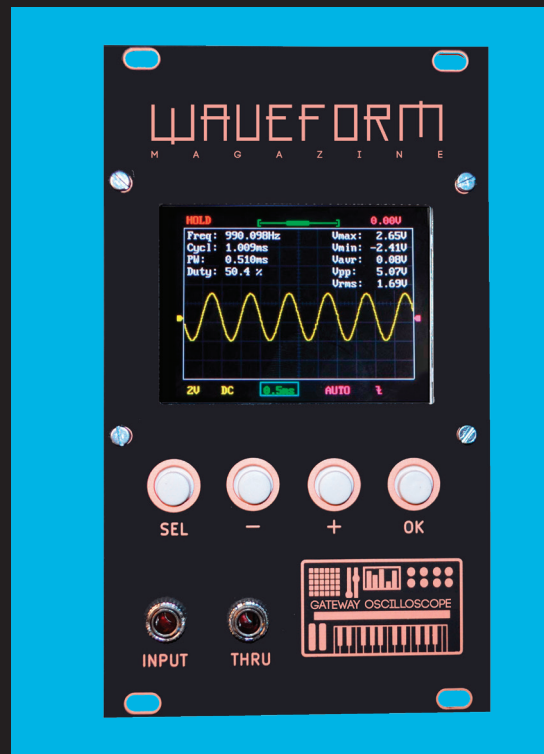 WAVEFORM
MAGAZINE
HOLD 0.00V
Freq: 990.098Hz Vmax: 2.65V
Cycl: 1.009ms Vmin: -2.41V
PW: 0.510ms Vavr: 0.08V
Duty: 50.4 % Vpp: 5.07V
Vrms: 1.69V
2V DC 0.5ms AUTO
SEL − + OK
GATEWAY OSCILLOSCOPE
INPUT THRU